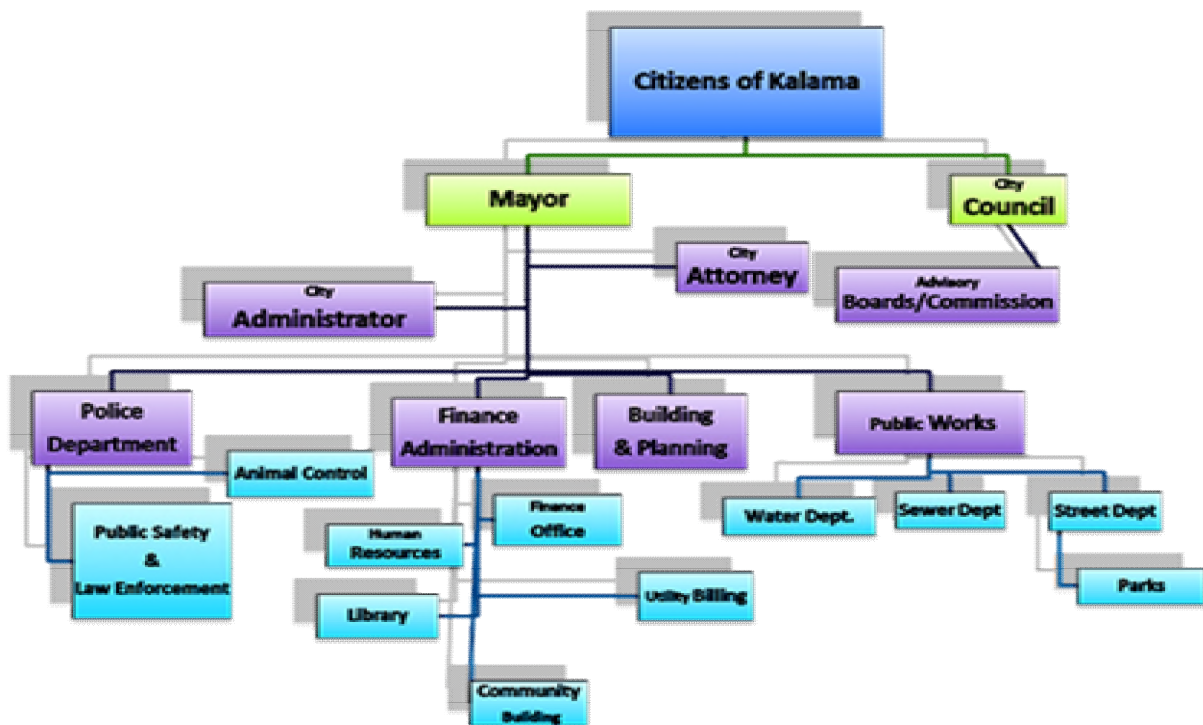 Citizens of Kalama
Mayor
City
Council
City
Attorney
Advisory
Boards/Commission
City
Administrator
Police
Department
Finance
Administration
Building
& Planning
Public Works
Animal Control
Public Safety
&
Law Enforcement
Finance
Office
Human
Resources
Library
Utility Billing
Community
Building
Water Dept.
Sewer Dept
Street Dept
Parks